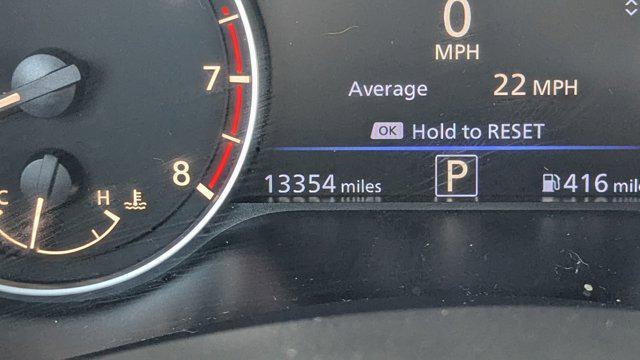 0
MPH
7
Average 22 MPH
OK Hold to RESET
8
C H
13354 miles P 416